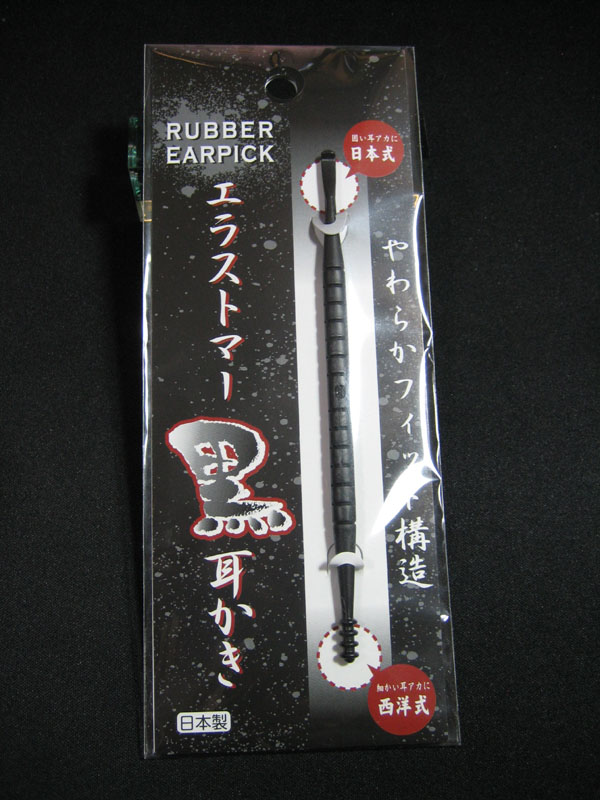 RUBBER
EARPICK
エラストマー
黒
耳かき
日本製
固い耳アカに
日本式
やわらかフィット構造
細かい耳アカに
西洋式